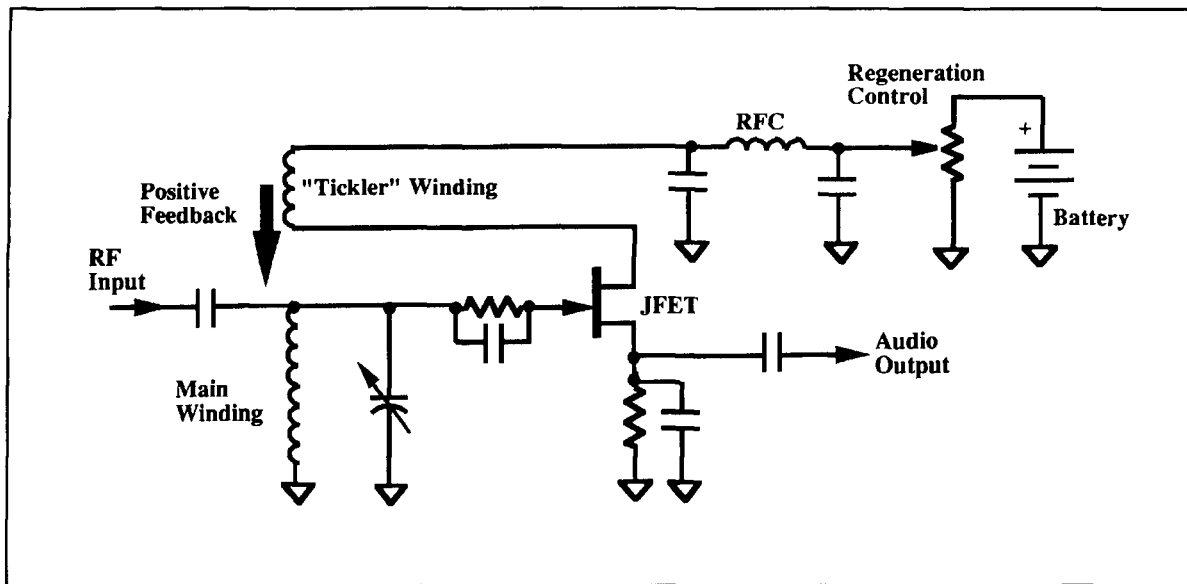 Regeneration
Control
RFC
+
"Tickler" Winding
Positive
Feedback
Battery
RF
Input
JFET
Audio
Output
Main
Winding